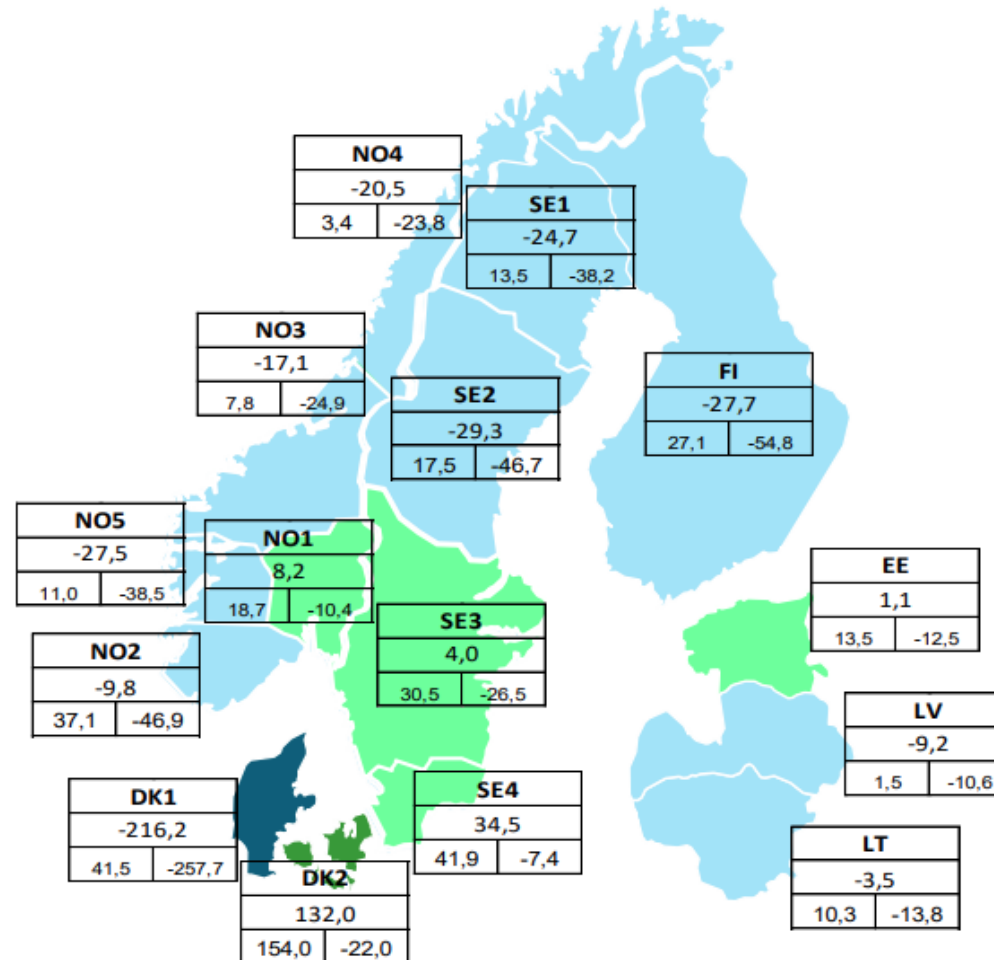 NO4
-20,5
3,4 -23,8
SE1
-24,7
13,5 -38,2
NO3
-17,1
7,8 -24,9
SE2
-29,3
17,5 -46,7
FI
-27,7
27,1 -54,8
NO5
-27,5
11,0 -38,5
NO1
8,2
18,7 -10,4
EE
1,1
13,5 -12,5
SE3
4,0
30,5 -26,5
NO2
-9,8
37,1 -46,9
LV
-9,2
1,5 -10,6
DK1
-216,2
41,5 -257,7
SE4
34,5
41,9 -7,4
LT
-3,5
10,3 -13,8
DK2
132,0
154,0 -22,0